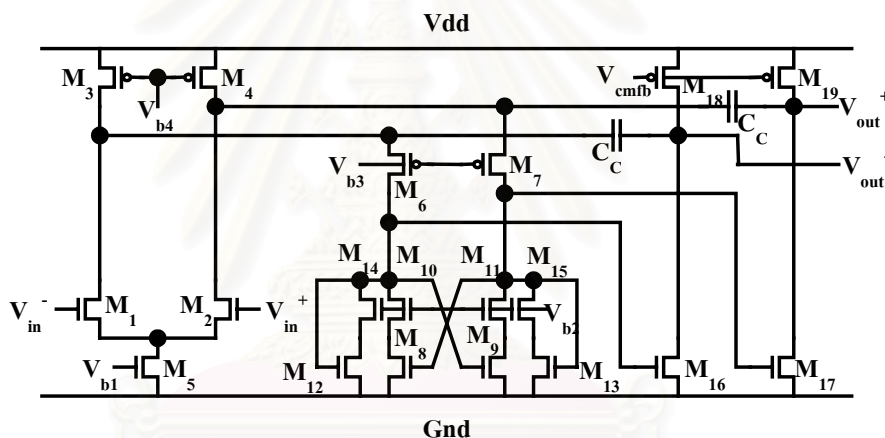 Vdd
M3
M4
Vb4
Vcmfb
M18
M19
CC
Vout+
CC
Vout-
Vb3
M6
M7
M14
M10
M11
M15
Vin-
M1
M2
Vin+
M8
M9
Vb2
Vb1
M5
M12
M13
M16
M17
Gnd